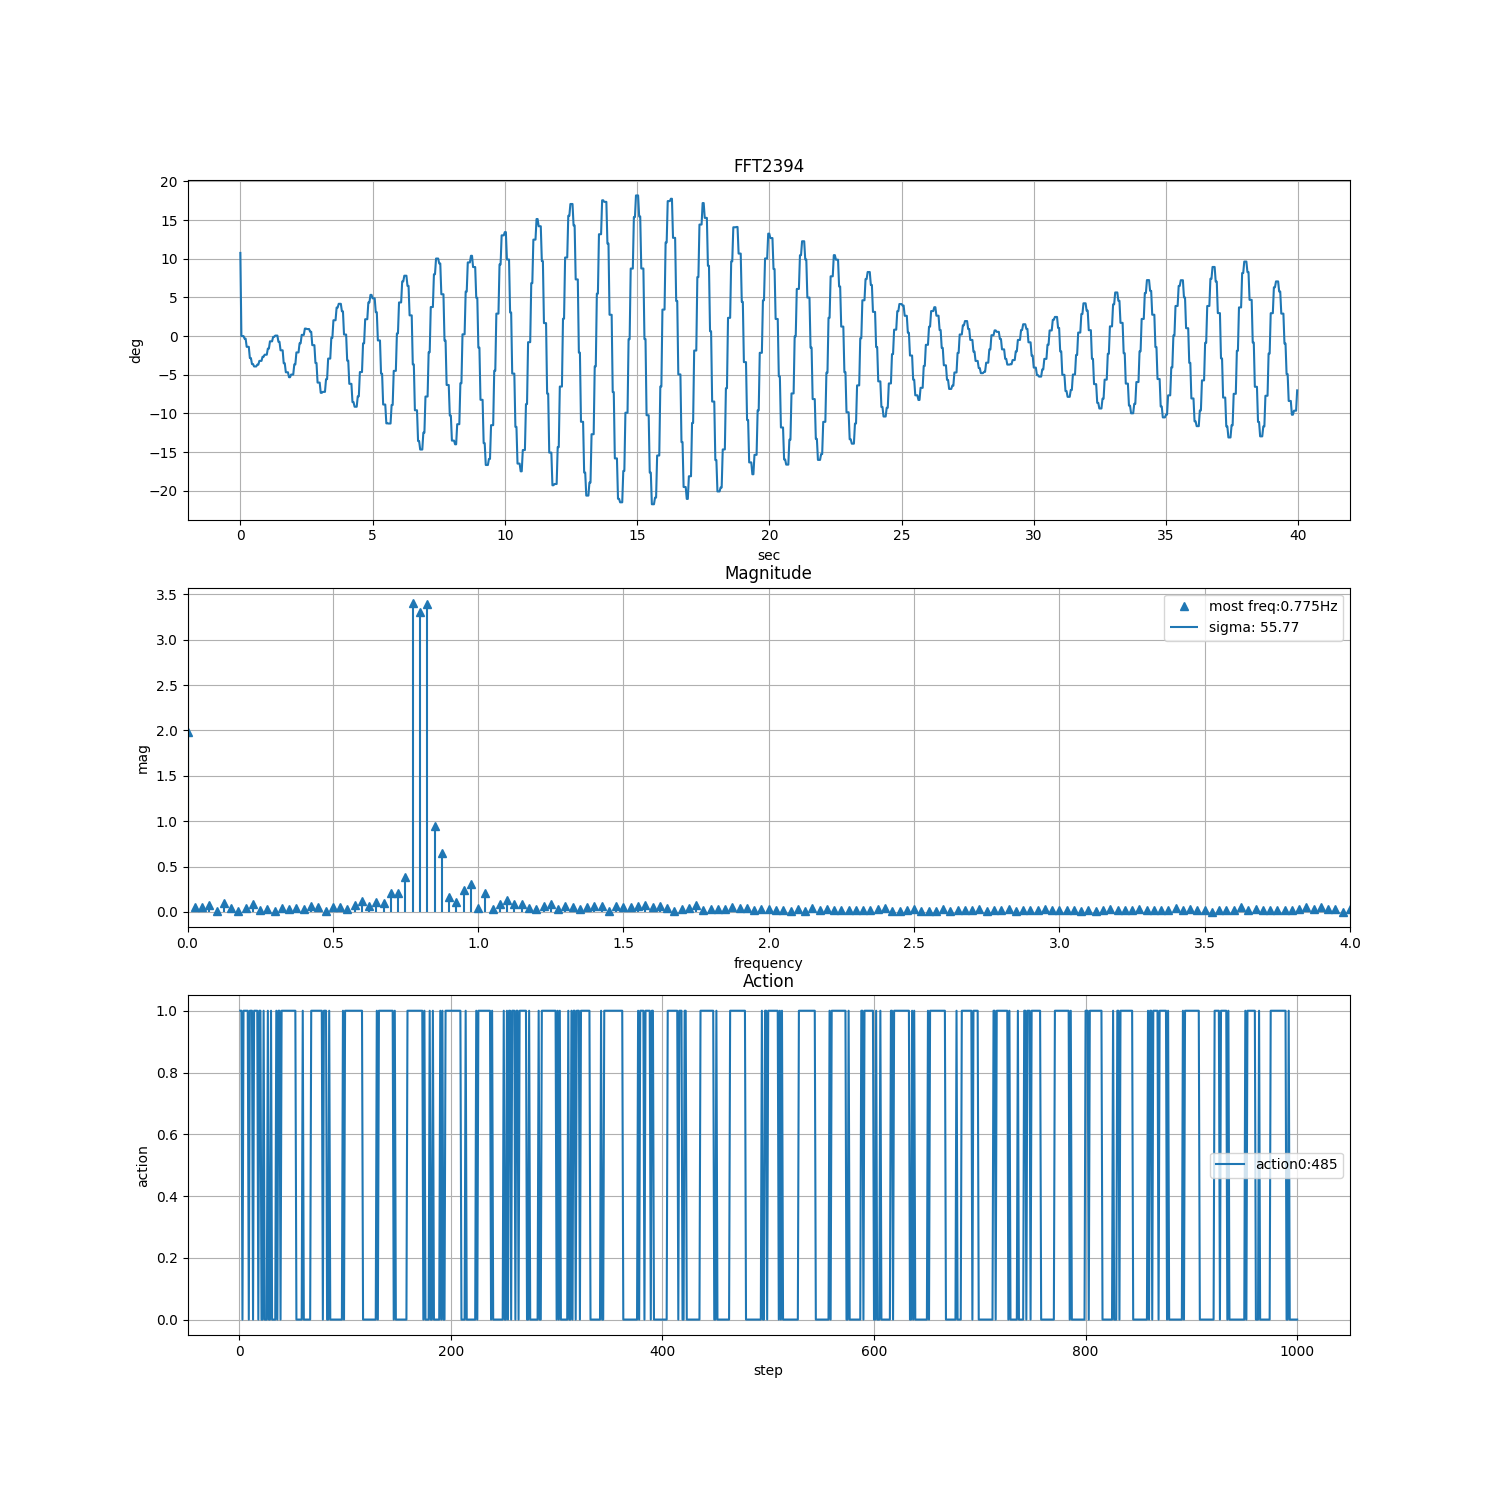 FFT2394
20
15
10
5
0
−5
−10
−15
−20
deg
0 5 10 15 20 25 30 35 40
sec
Magnitude
3.5
3.0
2.5
2.0
1.5
1.0
0.5
0.0
mag
most freq:0.775Hz
sigma: 55.77
0.0 0.5 1.0 1.5 2.0 2.5 3.0 3.5 4.0
frequency
Action
1.0
0.8
0.6
0.4
0.2
0.0
action
action0:485
0 200 400 600 800 1000
step